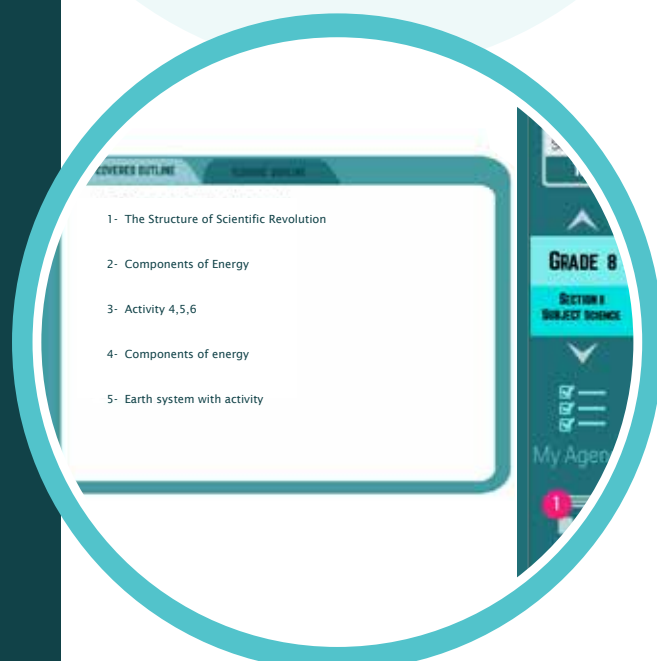 COVERED OUTLINE
1- The Structure of Scientific Revolution
2- Components of Energy
3- Activity 4,5,6
4- Components of energy
5- Earth system with activity
GRADE 8
SUBJECT SCIENCE
My Agen
1